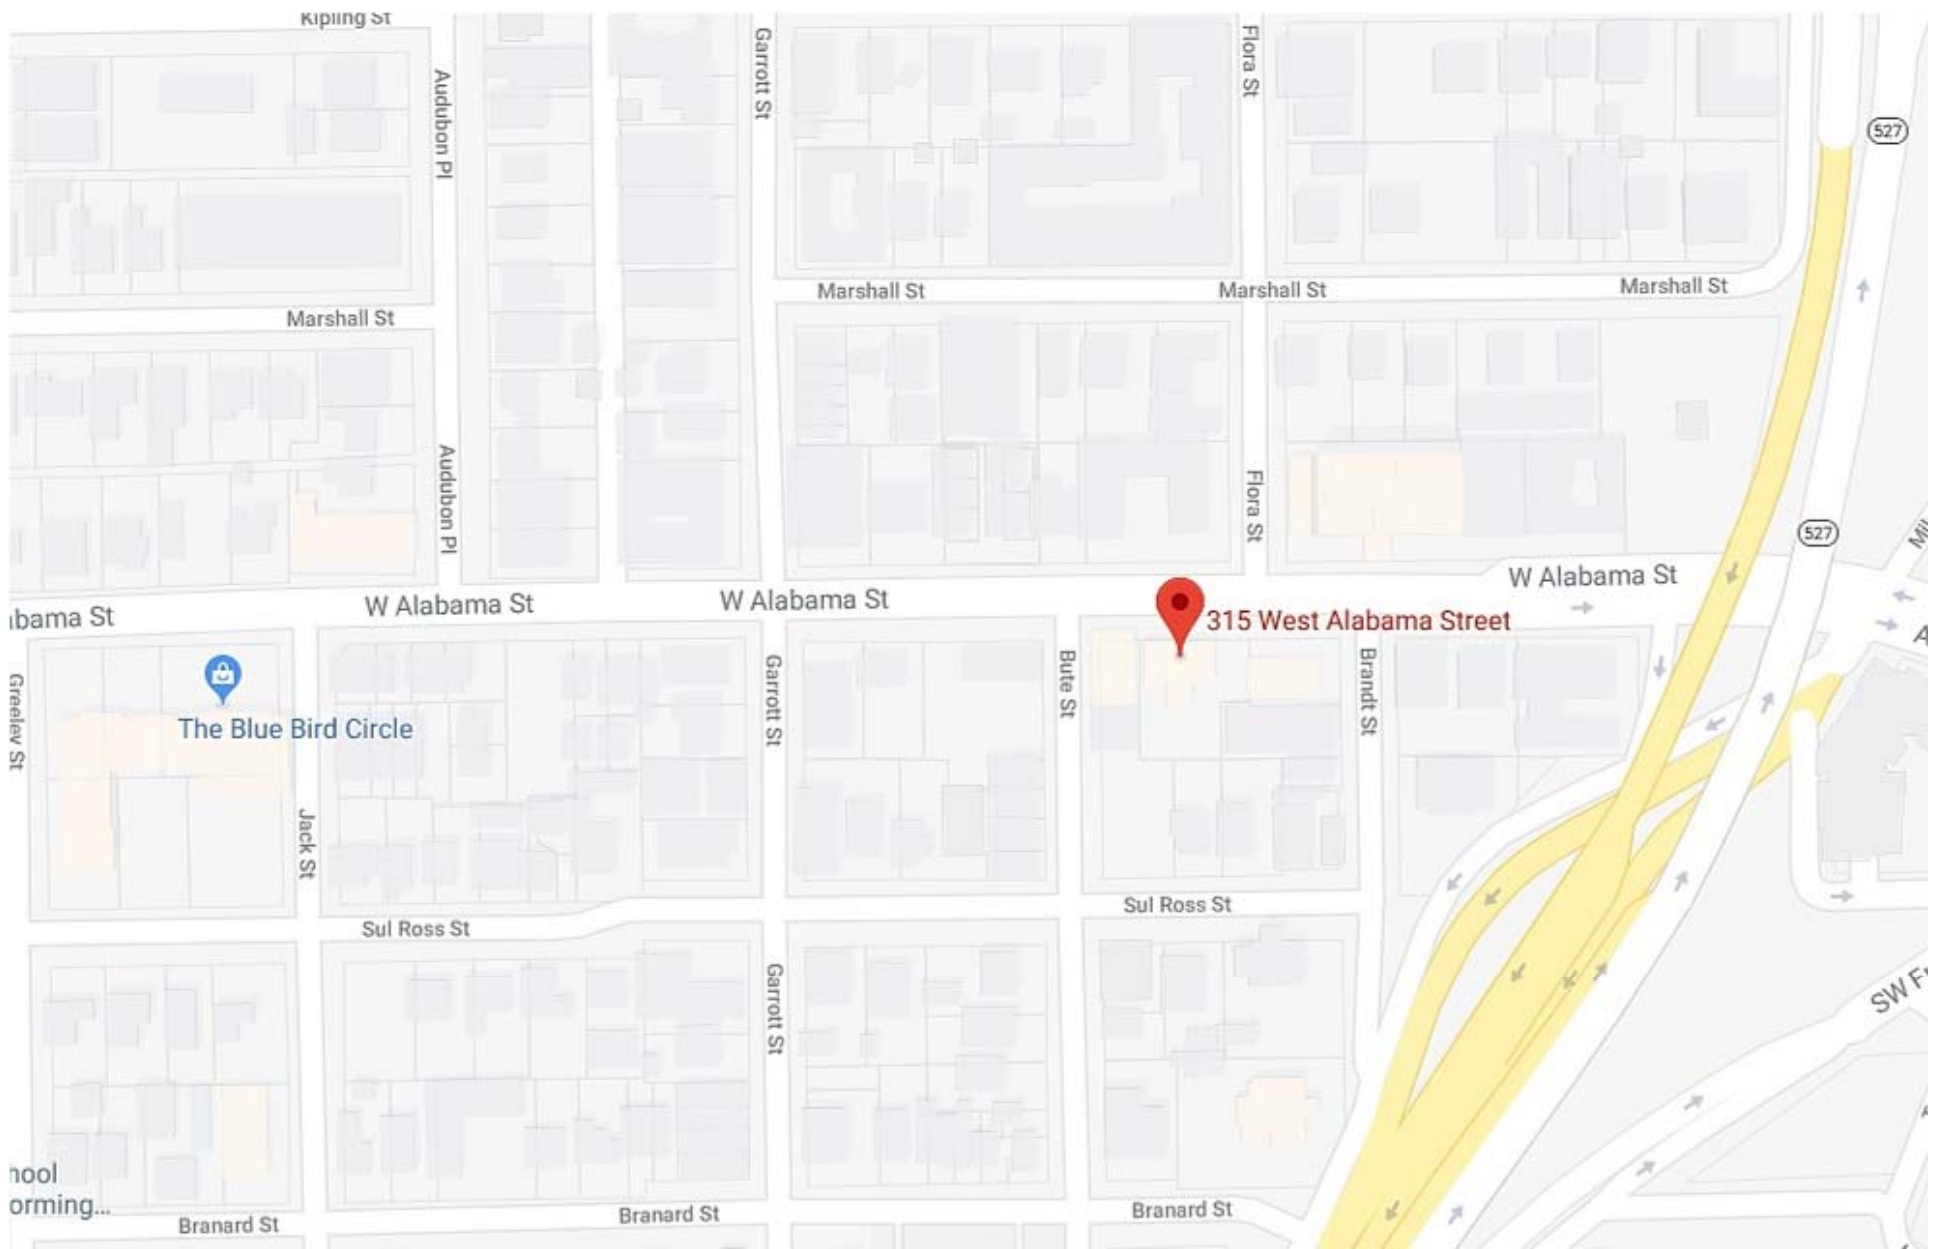 Kipling St
Garrott St
Flora St
Audubon Pl
527
Marshall St
Marshall St
Marshall St
Marshall St
Audubon Pl
Flora St
527
W Alabama St
W Alabama St
W Alabama St
abama St
315 West Alabama Street
Greeley St
The Blue Bird Circle
Garrott St
Bute St
Brandt St
Jack St
Sul Ross St
Sul Ross St
Garrott St
SW F
hool
orming...
Branard St
Branard St
Branard St